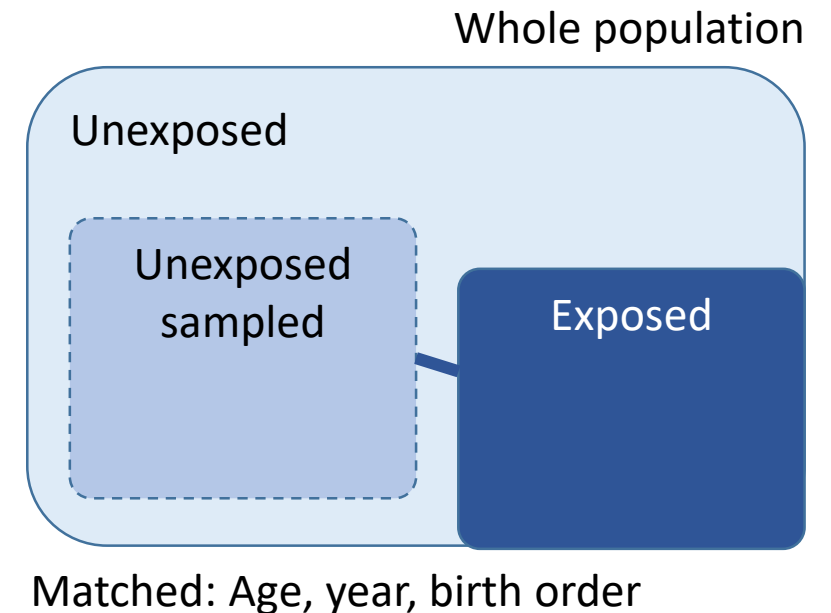 Whole population
Unexposed
Unexposed
sampled
Exposed
Matched: Age, year, birth order